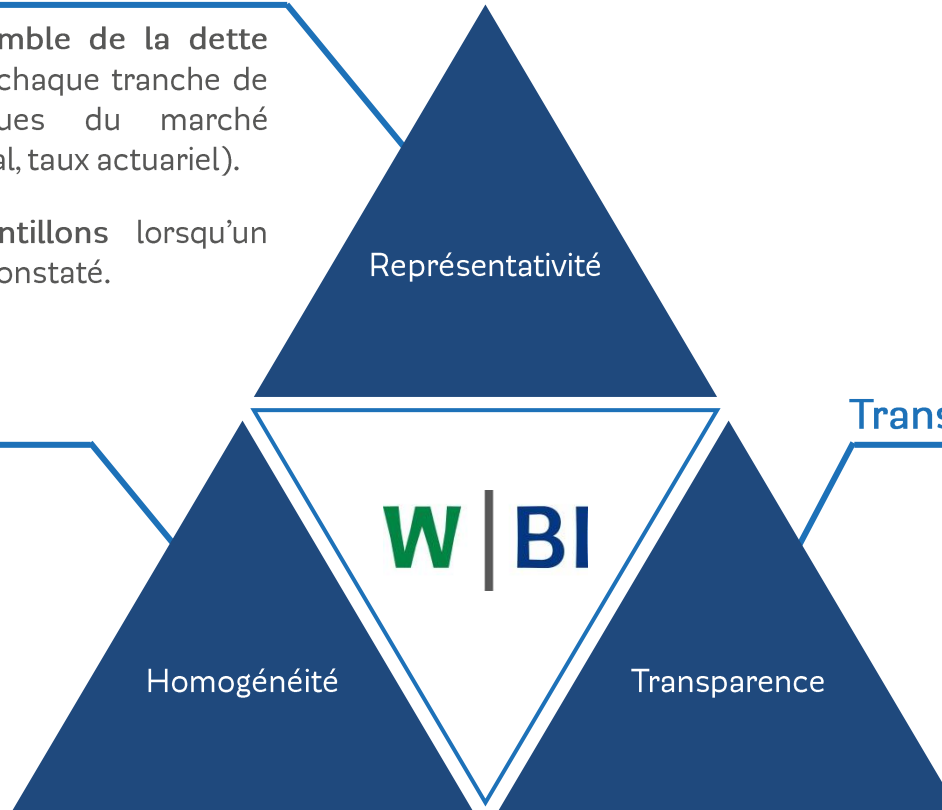 mble de la dette
chaque tranche de
ues du marché
al, taux actuariel).
ntillons lorsqu’un
onstaté.
Représentativité
Trans
W|BI
Homogénéité
Transparence